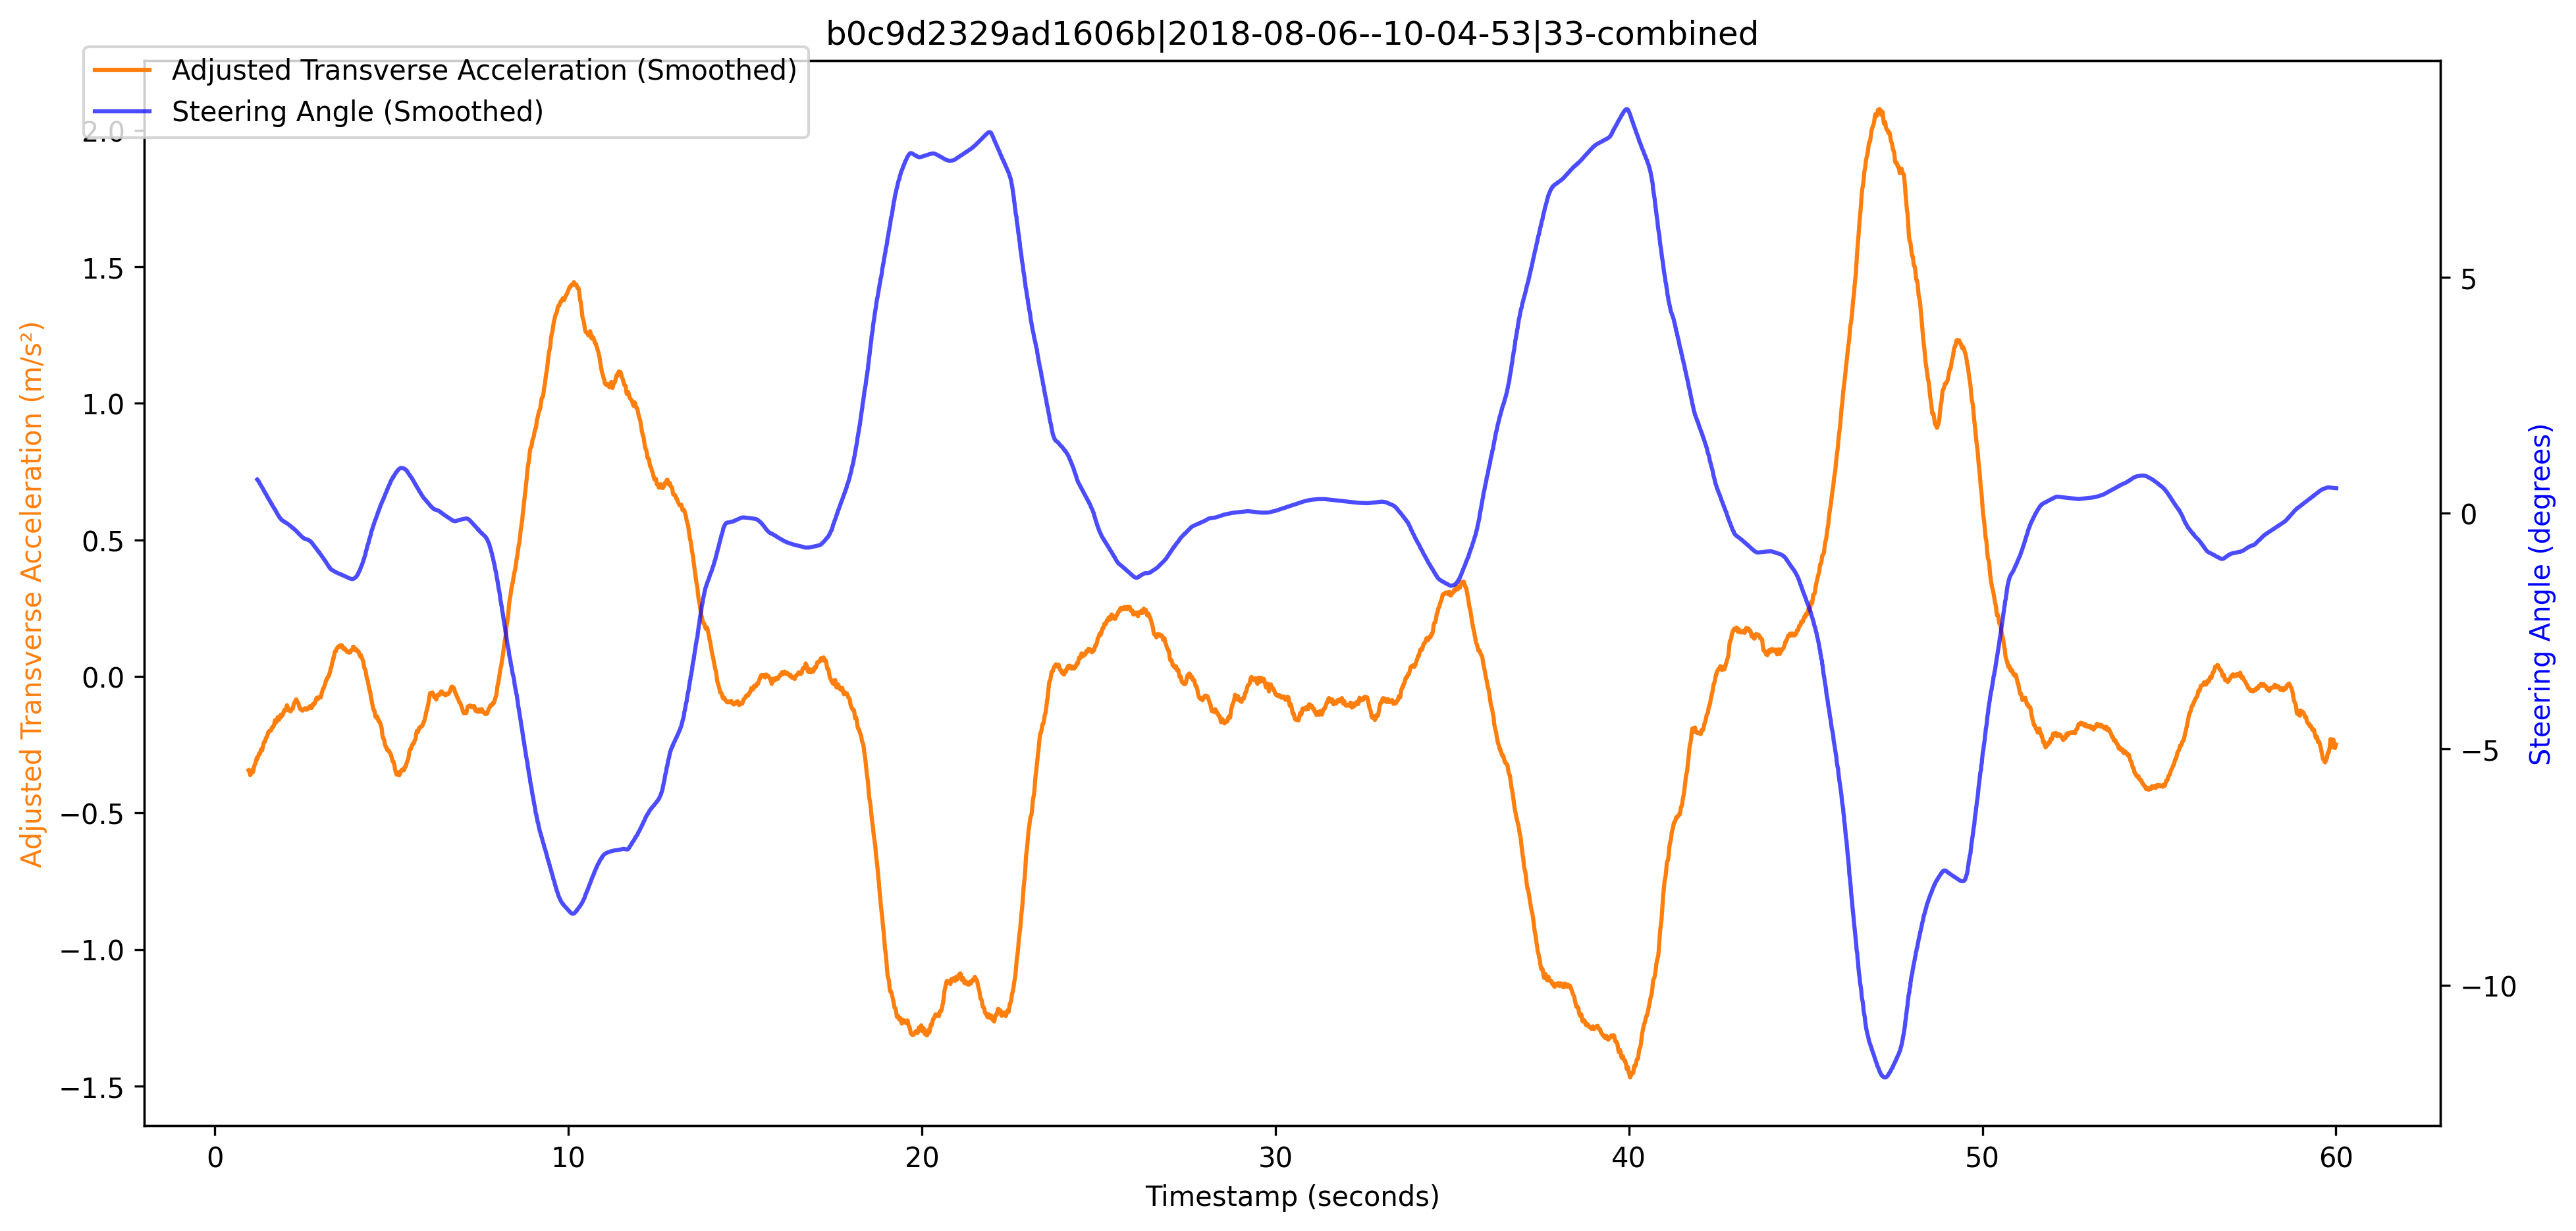 b0c9d2329ad1606b|2018-08-06--10-04-53|33-combined
Adjusted Transverse Acceleration (Smoothed)
Steering Angle (Smoothed)
Adjusted Transverse Acceleration (m/s²)
2.0
1.5
1.0
0.5
0.0
−0.5
−1.0
−1.5
5
0
−5
−10
Steering Angle (degrees)
0 10 20 30 40 50 60
Timestamp (seconds)